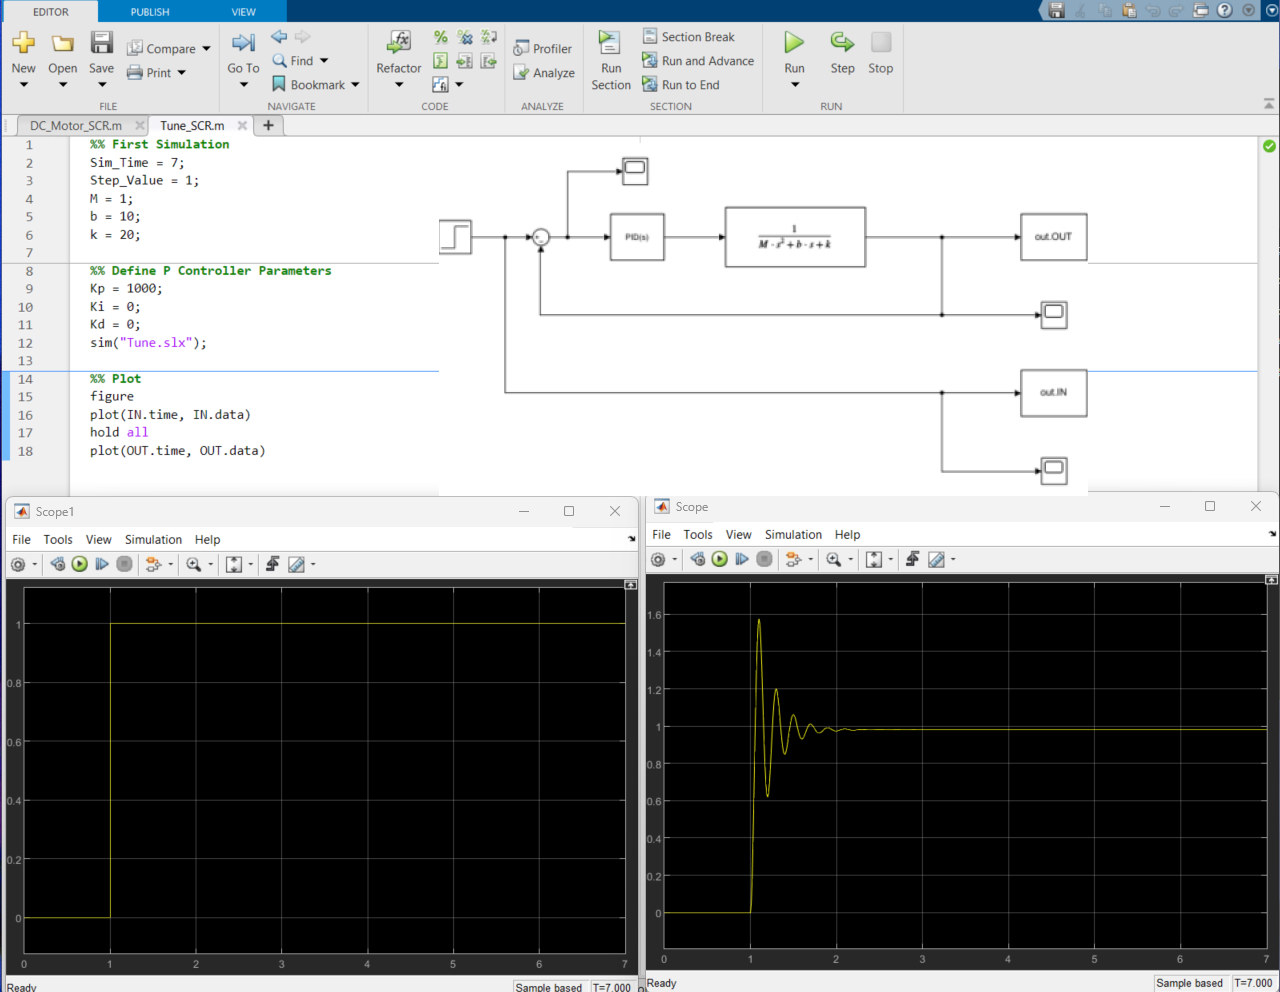 EDITOR PUBLISH VIEW
New Open Save Compare Print
Go To Find Bookmark
Refactor
Profiler Analyze
Run Section
Section Break
Run and Advance
Run to End
Run Step Stop
FILE NAVIGATE CODE ANALYZE SECTION RUN
DC_Motor_SCR.m Tune_SCR.m
1 %% First Simulation
2 Sim_Time = 7;
3 Step_Value = 1;
4 M = 1;
5 b = 10;
6 k = 20;
7
8 %% Define P Controller Parameters
9 Kp = 1000;
10 Ki = 0;
11 Kd = 0;
12 sim("Tune.slx");
13
14 %% Plot
15 figure
16 plot(IN.time, IN.data)
17 hold all
18 plot(OUT.time, OUT.data)
PID(s)
1
M · s² + b · s + k
out.OUT
out.IN
Scope1
File Tools View Simulation Help
1
0.8
0.6
0.4
0.2
0
0 1 2 3 4 5 6 7
Ready Sample based T=7.000
Scope
File Tools View Simulation Help
1.6
1.4
1.2
1
0.8
0.6
0.4
0.2
0
0 1 2 3 4 5 6 7
Ready Sample based T=7.000